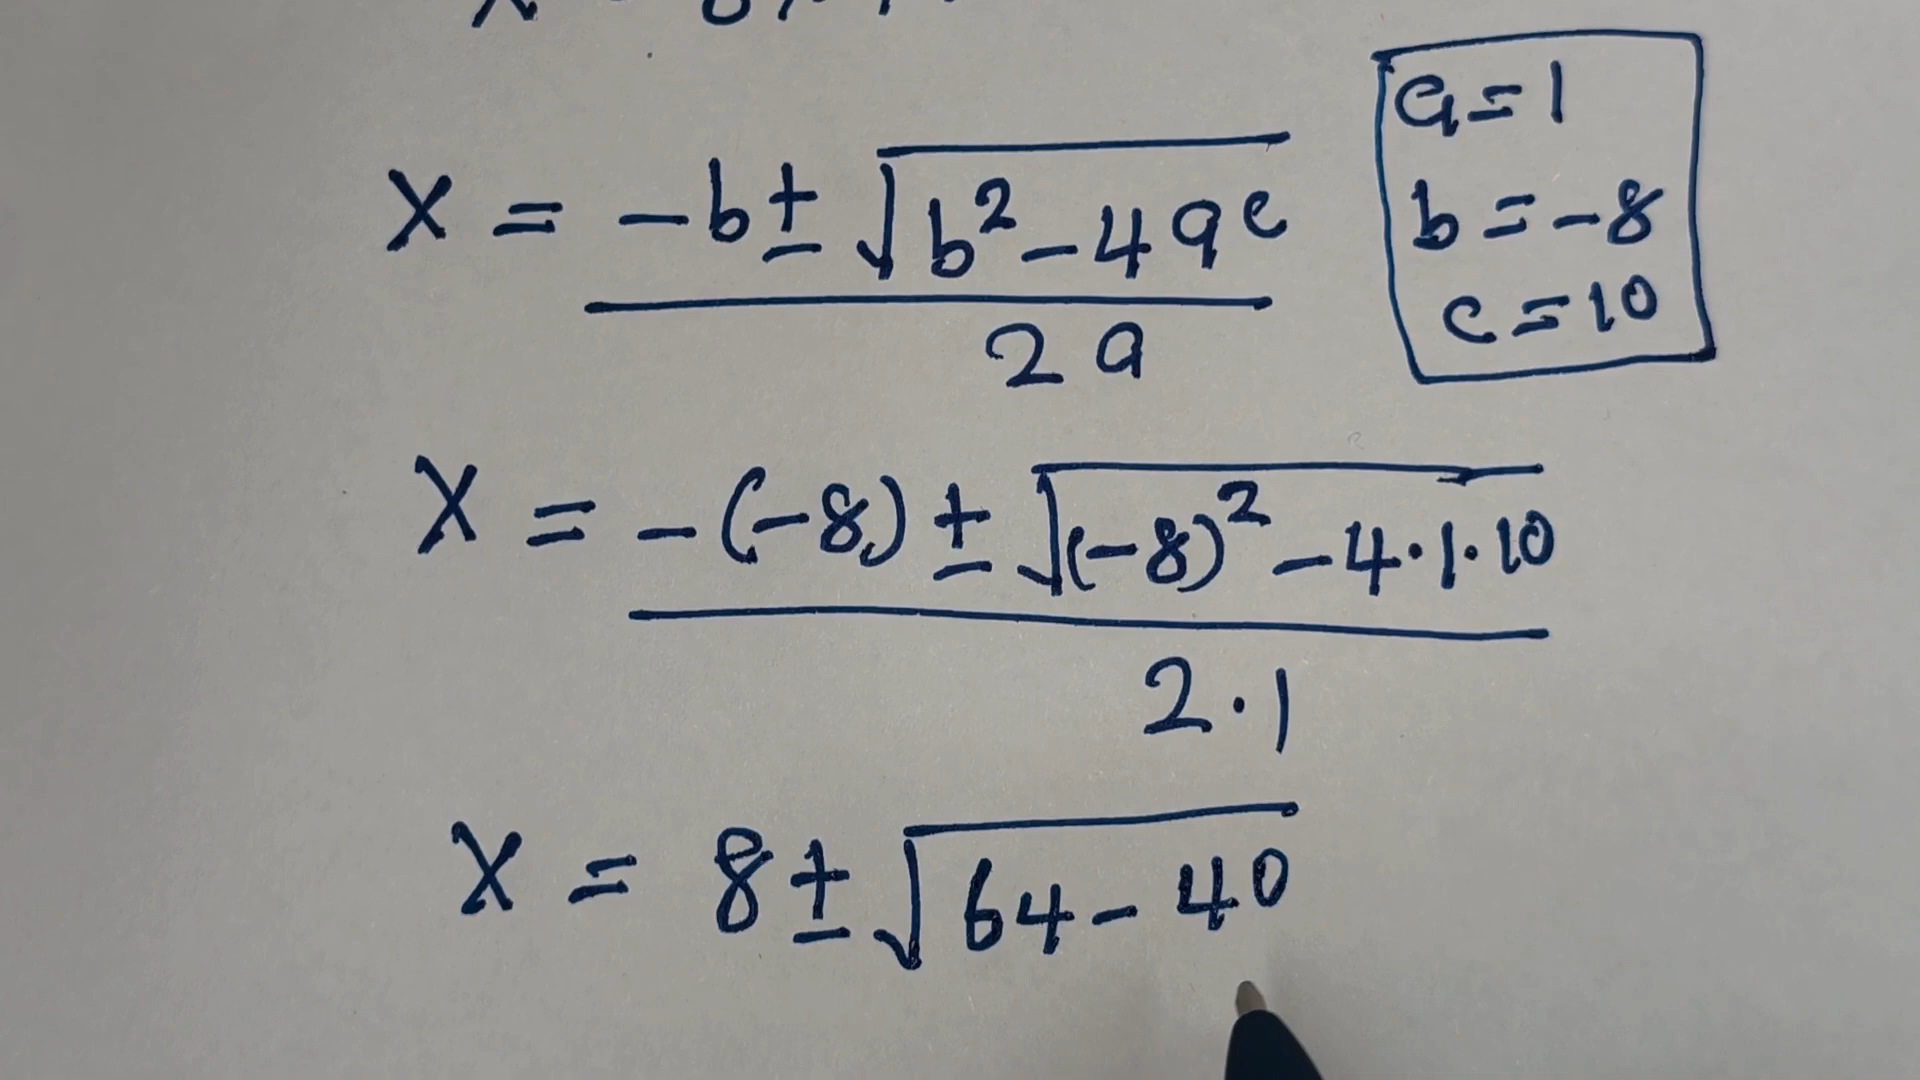 a=1
b=-8
c=10
X = -b±√b²-4ac
2a
X = -(-8)±√(-8)²-4·1·10
2·1
X = 8±√64-40